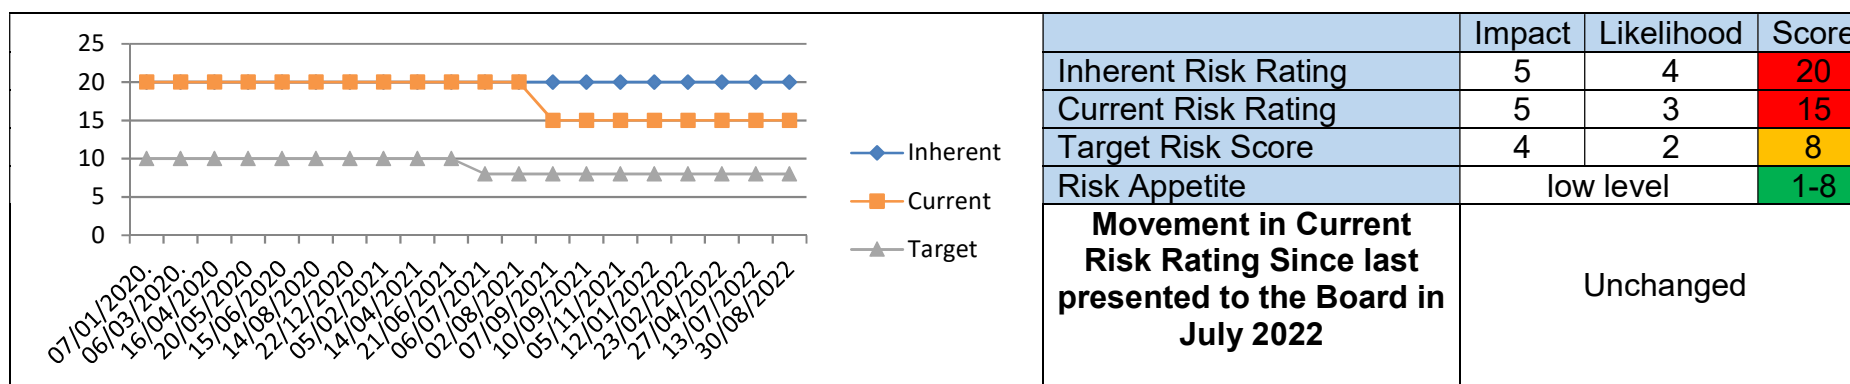 25
20
15
10
5
0
07/01/2020.
06/03/2020.
16/04/2020
20/05/2020
15/06/2020
14/08/2020
22/12/2020
05/02/2021
14/04/2021
21/06/2021
06/07/2021
02/08/2021
07/09/2021
10/09/2021
05/11/2021
12/01/2022
23/02/2022
27/04/2022
13/07/2022
30/08/2022
Inherent
Current
Target
Impact Likelihood Score
Inherent Risk Rating 5 4 20
Current Risk Rating 5 3 15
Target Risk Score 4 2 8
Risk Appetite low level 1-8
Movement in Current
Risk Rating Since last
presented to the Board in
July 2022
Unchanged